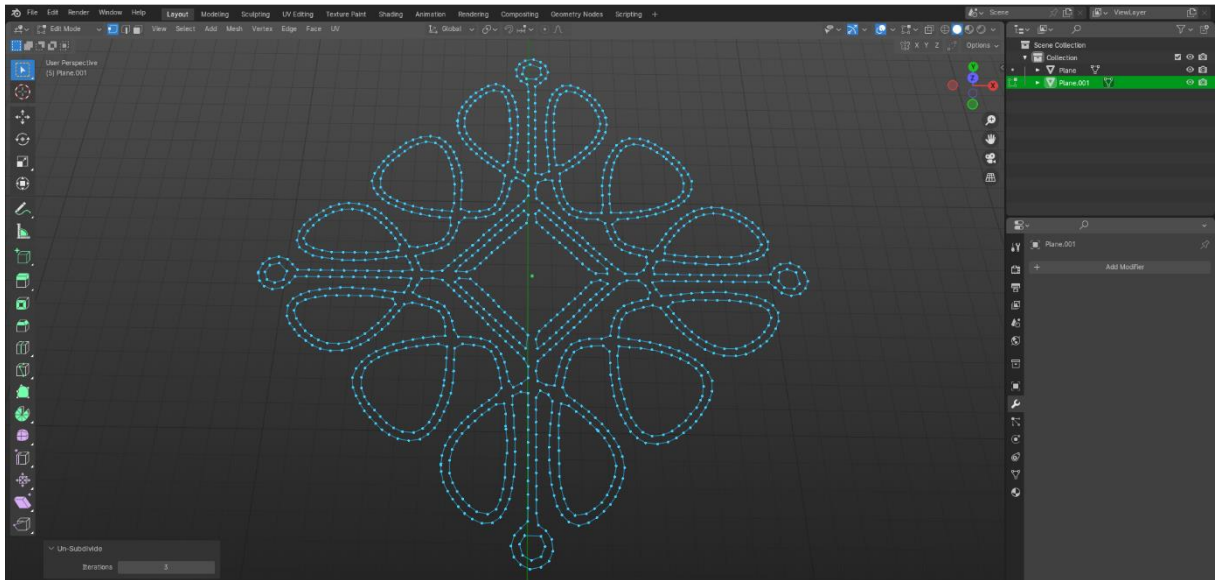 File Edit Render Window Help Layout Modeling Sculpting UV Editing Texture Paint Shading Animation Rendering Compositing Geometry Nodes Scripting + Scene ViewLayer
Edit Mode View Select Add Mesh Vertex Edge Face UV Global
X Y Z Options
User Perspective
(5) Plane.001
Scene Collection
Collection
Plane
Plane.001
Y
Z
X
Plane.001
+ Add Modifier
Un-Subdivide
Iterations 3